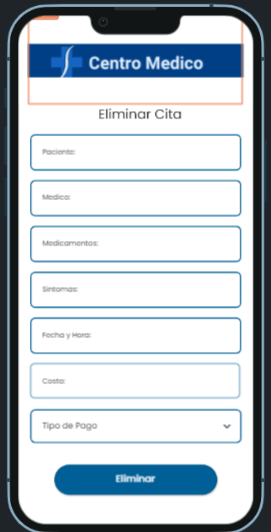 Centro Medico
Eliminar Cita
Paciente:
Medico:
Medicamentos:
Sintomas:
Fecha y Hora:
Costo:
Tipo de Pago
Eliminar